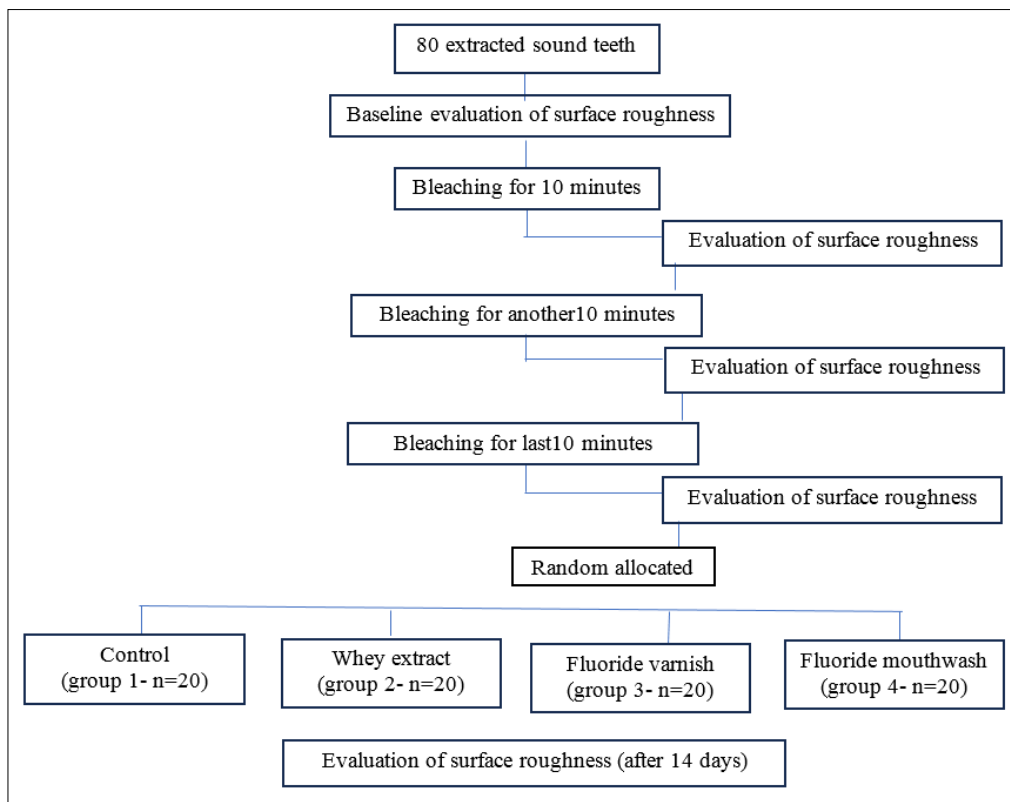 80 extracted sound teeth
Baseline evaluation of surface roughness
Bleaching for 10 minutes
Evaluation of surface roughness
Bleaching for another10 minutes
Evaluation of surface roughness
Bleaching for last10 minutes
Evaluation of surface roughness
Random allocated
Control
(group 1- n=20)
Whey extract
(group 2- n=20)
Fluoride varnish
(group 3- n=20)
Fluoride mouthwash
(group 4- n=20)
Evaluation of surface roughness (after 14 days)